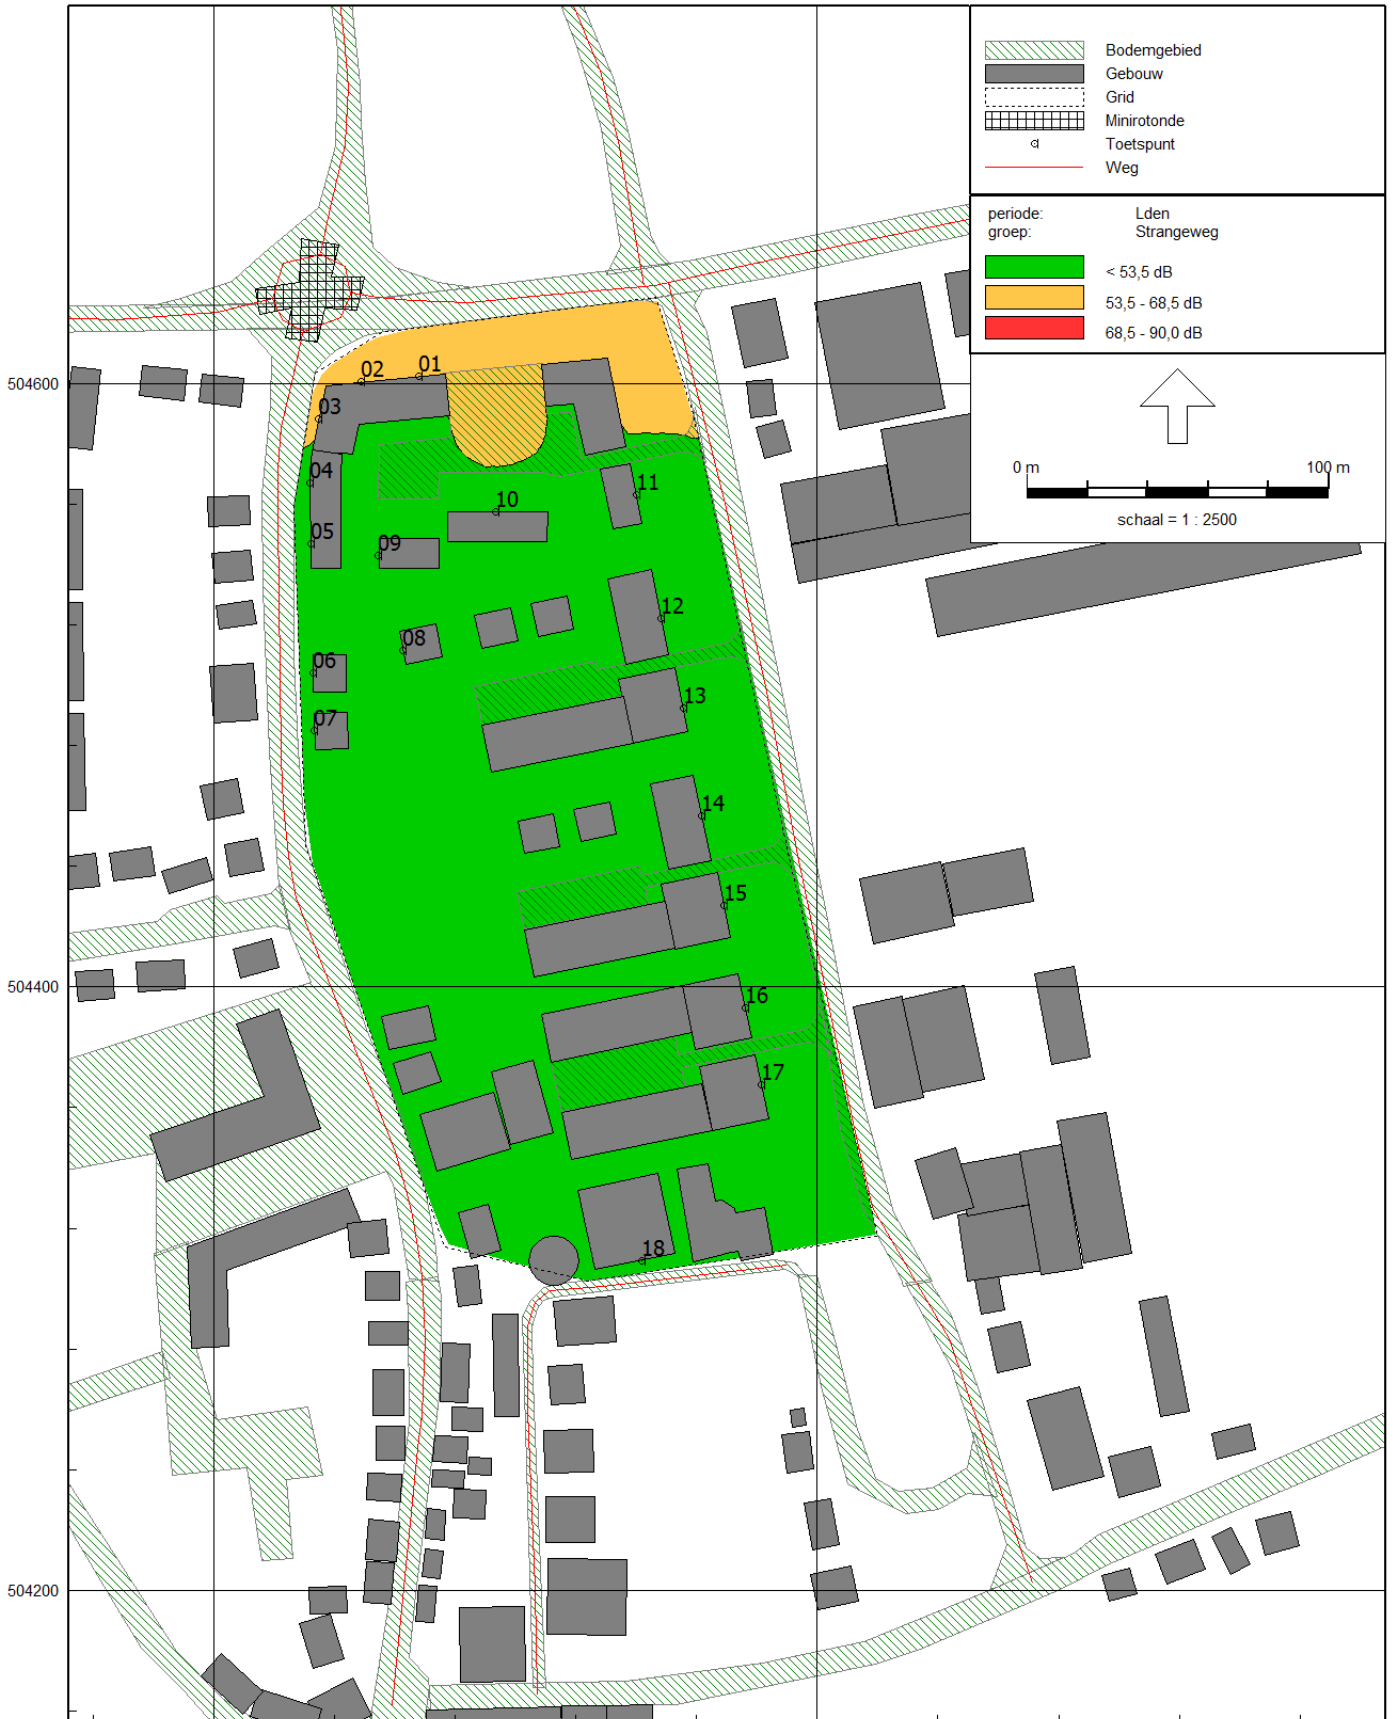 Bodemgebied
Gebouw
Grid
Minirotonde
Toetspunt
Weg
periode: Lden
groep: Strangeweg
< 53,5 dB
53,5 - 68,5 dB
68,5 - 90,0 dB
0 m 100 m
schaal = 1 : 2500
504600
504400
504200
01
02
03
04
05
06
07
08
09
10
11
12
13
14
15
16
17
18